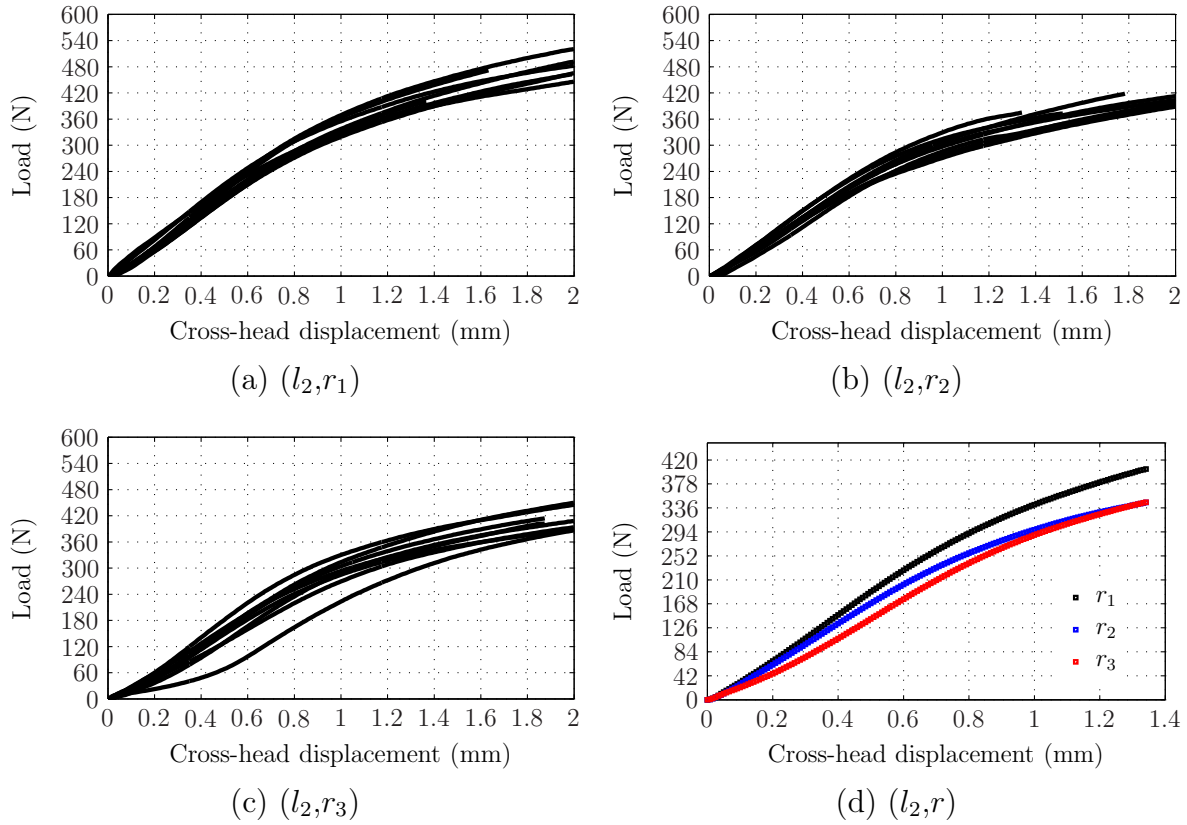 600
540
480
420
360
300
240
180
120
60
0
Load (N)
0 0.2 0.4 0.6 0.8 1 1.2 1.4 1.6 1.8 2
Cross-head displacement (mm)
(a) (l₂,r₁)
600
540
480
420
360
300
240
180
120
60
0
Load (N)
0 0.2 0.4 0.6 0.8 1 1.2 1.4 1.6 1.8 2
Cross-head displacement (mm)
(b) (l₂,r₂)
600
540
480
420
360
300
240
180
120
60
0
Load (N)
0 0.2 0.4 0.6 0.8 1 1.2 1.4 1.6 1.8 2
Cross-head displacement (mm)
(c) (l₂,r₃)
420
378
336
294
252
210
168
126
84
42
0
Load (N)
r₁
r₂
r₃
0 0.2 0.4 0.6 0.8 1 1.2 1.4
Cross-head displacement (mm)
(d) (l₂,r)